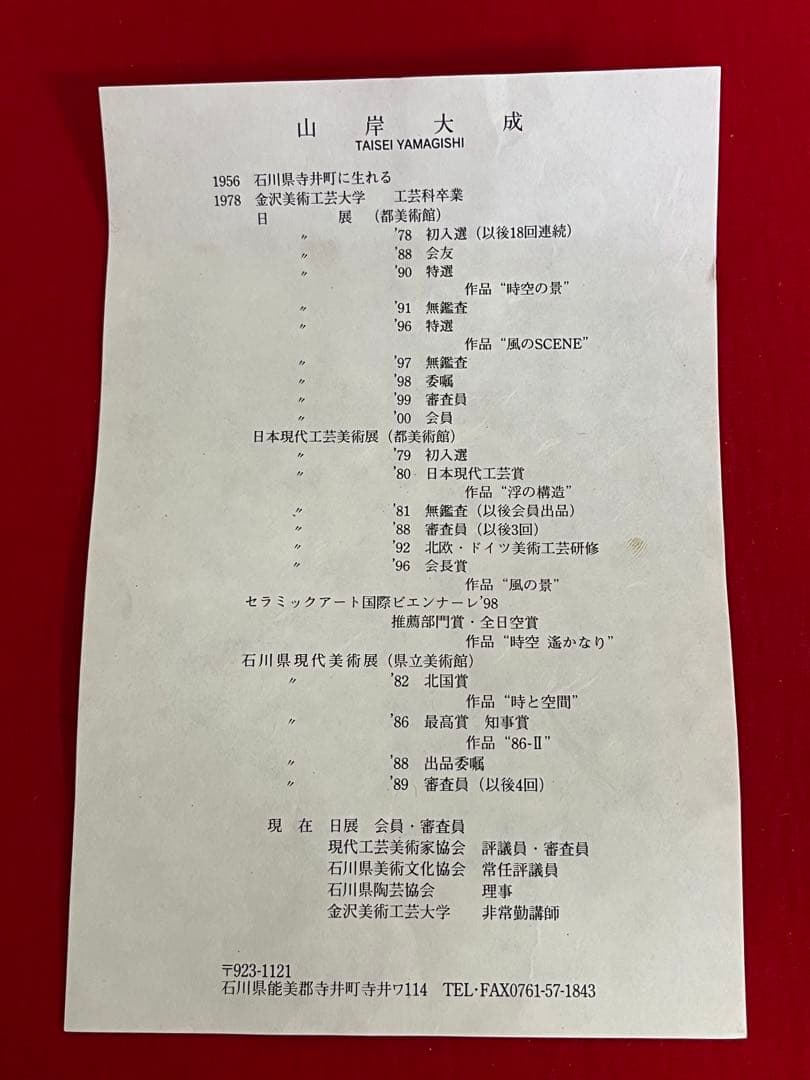 山岸大成
TAISEI YAMAGISHI
1956 石川県寺井町に生れる
1978 金沢美術工芸大学 工芸科卒業
日展（都美術館）
〃 '78 初入選（以後18回連続）
〃 '88 会友
〃 '90 特選
作品 “時空の景”
〃 '91 無鑑査
〃 '96 特選
作品 “風のSCENE”
〃 '97 無鑑査
〃 '98 委嘱
〃 '99 審査員
〃 '00 会員
日本現代工芸美術展（都美術館）
〃 '79 初入選
〃 '80 日本現代工芸賞
作品 “浮の構造”
〃 '81 無鑑査（以後会員出品）
〃 '88 審査員（以後3回）
〃 '92 北欧・ドイツ美術工芸研修
〃 '96 会長賞
作品 “風の景”
セラミックアート国際ビエンナーレ'98
推薦部門賞・全日空賞
作品 “時空 遙かなり”
石川県現代美術展（県立美術館）
〃 '82 北国賞
作品 “時と空間”
〃 '86 最高賞 知事賞
作品 “86-Ⅱ”
〃 '88 出品委嘱
〃 '89 審査員（以後4回）
現在 日展 会員・審査員
現代工芸美術家協会 評議員・審査員
石川県美術文化協会 常任評議員
石川県陶芸協会 理事
金沢美術工芸大学 非常勤講師
〒923-1121
石川県能美郡寺井町寺井ワ114 TEL・FAX0761-57-1843